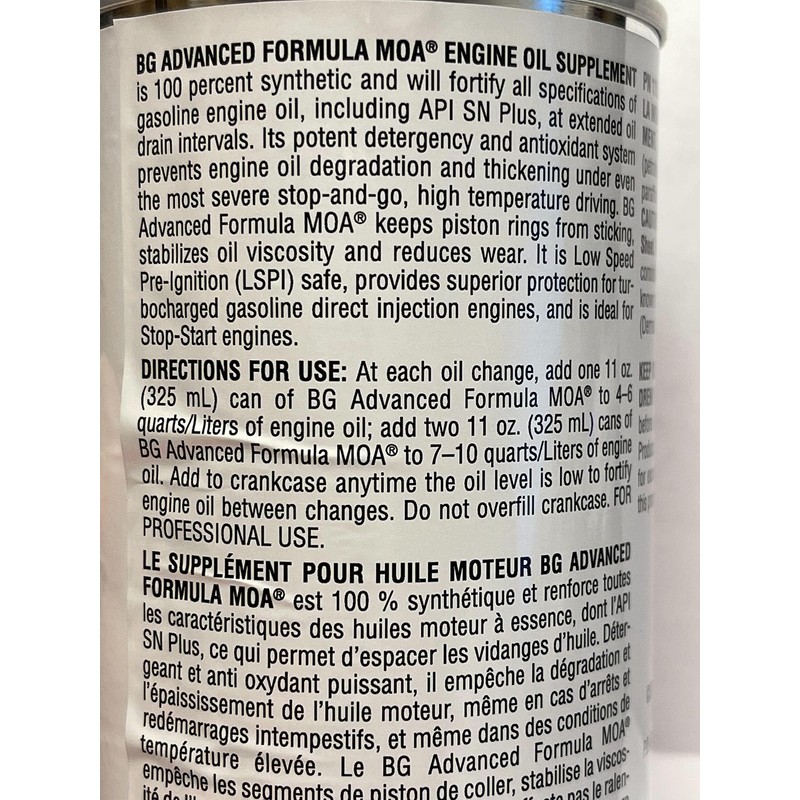 BG ADVANCED FORMULA MOA® ENGINE OIL SUPPLEMENT
is 100 percent synthetic and will fortify all specifications of
gasoline engine oil, including API SN Plus, at extended oil
drain intervals. Its potent detergency and antioxidant system
prevents engine oil degradation and thickening under even
the most severe stop-and-go, high temperature driving. BG
Advanced Formula MOA® keeps piston rings from sticking,
stabilizes oil viscosity and reduces wear. It is Low Speed
Pre-Ignition (LSPI) safe, provides superior protection for tur-
bocharged gasoline direct injection engines, and is ideal for
Stop-Start engines.
DIRECTIONS FOR USE: At each oil change, add one 11 oz.
(325 mL) can of BG Advanced Formula MOA® to 4–6
quarts/Liters of engine oil; add two 11 oz. (325 mL) cans of
BG Advanced Formula MOA® to 7–10 quarts/Liters of engine
oil. Add to crankcase anytime the oil level is low to fortify
engine oil between changes. Do not overfill crankcase. FOR
PROFESSIONAL USE.
LE SUPPLÉMENT POUR HUILE MOTEUR BG ADVANCED
FORMULA MOA® est 100 % synthétique et renforce toutes
les caractéristiques des huiles moteur à essence, dont l'API
SN Plus, ce qui permet d'espacer les vidanges d'huile. Déter-
geant et anti oxydant puissant, il empêche la dégradation et
l'épaississement de l'huile moteur, même en cas d'arrêts et
redémarrages intempestifs, et même dans des conditions de
température élevée. Le BG Advanced Formula MOA®
empêche les segments de piston de coller, stabilise la viscos-
ité de l'
pas le ralen-